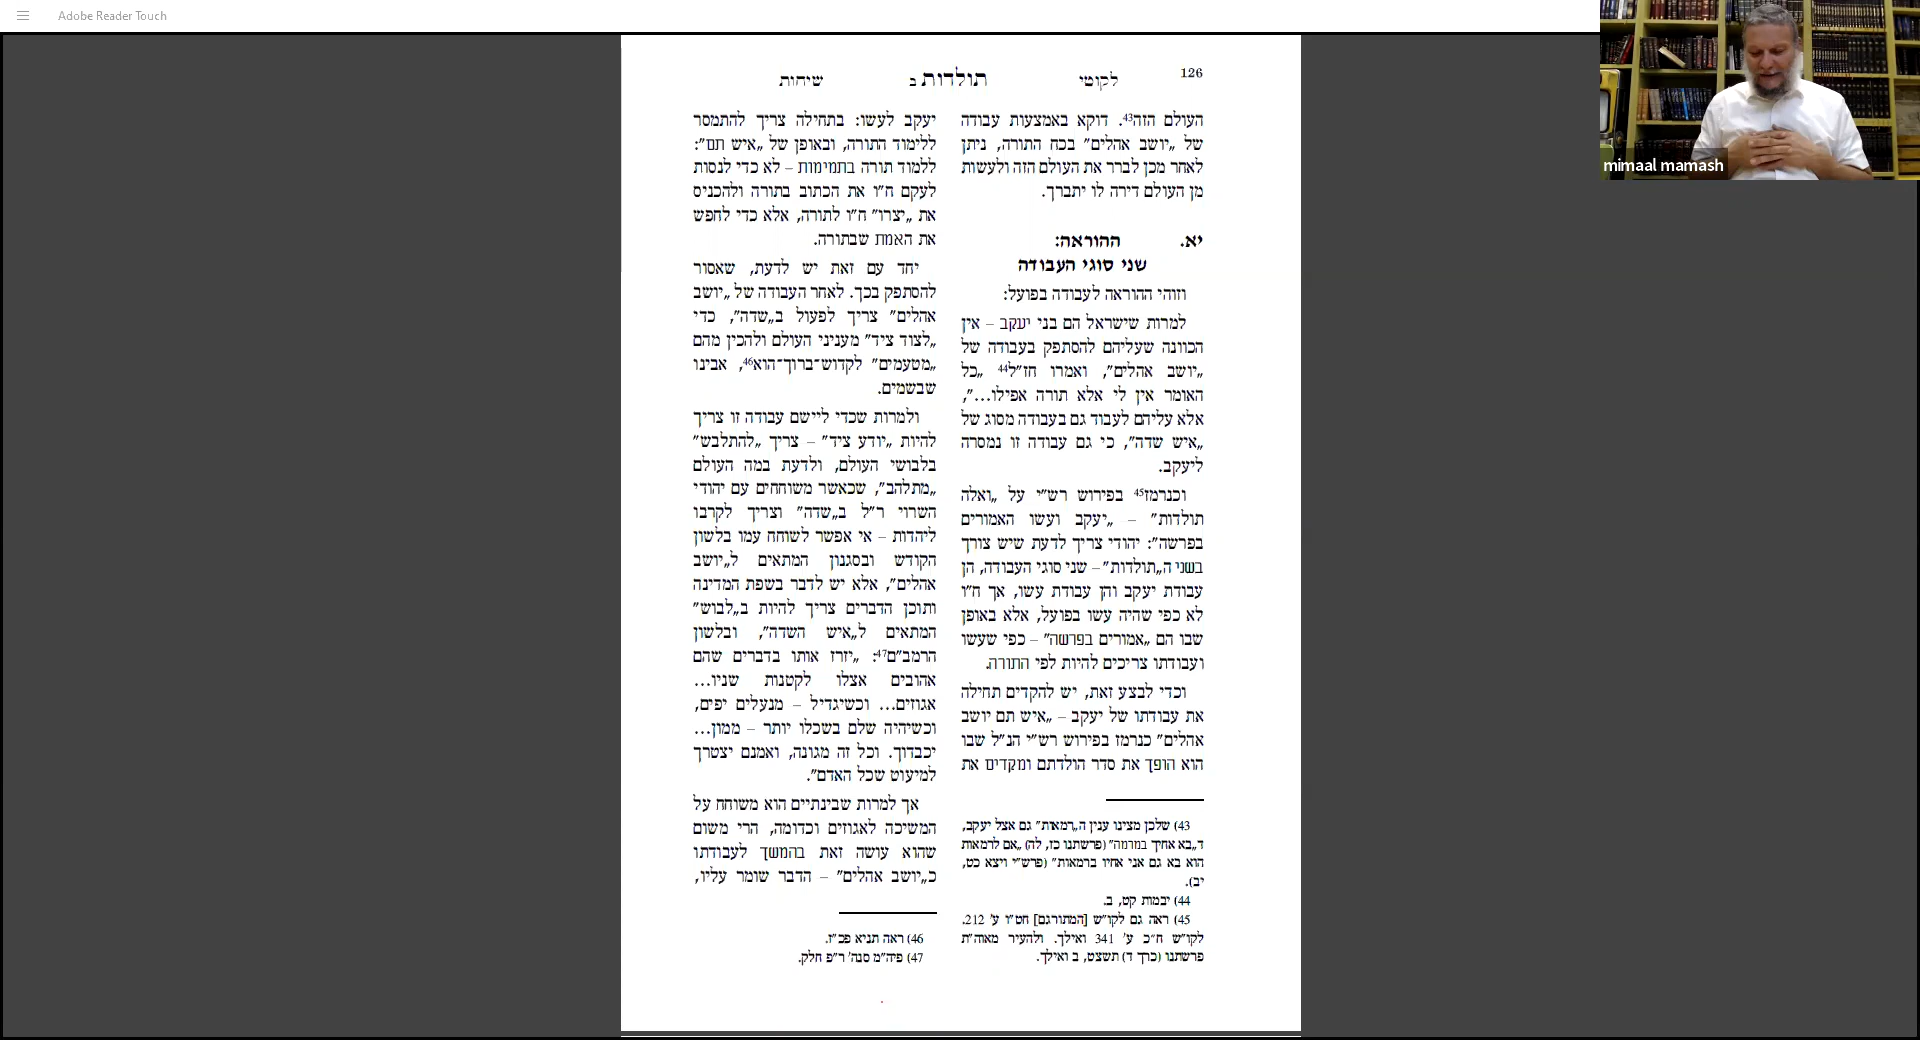 Adobe Reader Touch
mimaal mamash
126
לקוטי
תולדות ב
שיחות
העולם הזה⁴³. דוקא באמצעות עבודה
של „יושב אהלים" בכח התורה, ניתן
לאחר מכן לברר את העולם הזה ולעשות
מן העולם דירה לו יתברך.
יא. ההוראה:
שני סוגי העבודה
וזוהי ההוראה לעבודה בפועל:
למרות שישראל הם בני יעקב – אין
הכוונה שעליהם להסתפק בעבודה של
„יושב אהלים", ואמרו חז"ל⁴⁴ „כל
האומר אין לי אלא תורה אפילו...",
אלא עליהם לעבוד גם בעבודה מסוג של
„איש שדה", כי גם עבודה זו נמסרה
ליעקב.
וכנרמז⁴⁵ בפירוש רש"י על „ואלה
תולדות" – „יעקב ועשו האמורים
בפרשה": יהודי צריך לדעת שיש צורך
בשני ה„תולדות" – שני סוגי העבודה, הן
עבודת יעקב והן עבודת עשו, אך ח"ו
לא כפי שהיה עשו בפועל, אלא באופן
שבו הם „אמורים בפרשה" – כפי שעשו
ועבודתו צריכים להיות לפי התורה.
וכדי לבצע זאת, יש להקדים תחילה
את עבודתו של יעקב – „איש תם יושב
אהלים" כנרמז בפירוש רש"י הנ"ל שבו
הוא הופך את סדר הולדתם ומקדים את
43) שלכן מצינו ענין ה„רמאות" גם אצל יעקב,
ד„בא אחיך במרמה" (פרשתנו כז, לה) „אם לרמאות
הוא בא גם אני אחיו ברמאות" (פרש"י ויצא כט,
יב).
44) יבמות קט, ב.
45) ראה גם לקו"ש [המתורגם] חט"ו ע' 212.
לקו"ש ח"כ ע' 341 ואילך. ולהעיר מאוה"ת
פרשתנו (כרך ד) תשצט, ב ואילך.
יעקב לעשו: בתחילה צריך להתמסר
ללימוד התורה, ובאופן של „איש תם":
ללמוד תורה בתמימות – לא כדי לנסות
לעקם ח"ו את הכתוב בתורה ולהכניס
את „יצרו" ח"ו לתורה, אלא כדי לחפש
את האמת שבתורה.
יחד עם זאת יש לדעת, שאסור
להסתפק בכך. לאחר העבודה של „יושב
אהלים" צריך לפעול ב„שדה", כדי
„לצוד ציד" מעניני העולם ולהכין מהם
„מטעמים" לקדוש־ברוך־הוא⁴⁶, אבינו
שבשמים.
ולמרות שכדי ליישם עבודה זו צריך
להיות „יודע ציד" – צריך „להתלבש"
בלבושי העולם, ולדעת במה העולם
„מתלהב", שכאשר משוחחים עם יהודי
השרוי ר"ל ב„שדה" וצריך לקרבו
ליהדות – אי אפשר לשוחח עמו בלשון
הקודש ובסגנון המתאים ל„יושב
אהלים", אלא יש לדבר בשפת המדינה
ותוכן הדברים צריך להיות ב„לבוש"
המתאים ל„איש השדה", ובלשון
הרמב"ם⁴⁷: „יזרז אותו בדברים שהם
אהובים אצלו לקטנות שניו...
אגוזים... וכשיגדיל – מנעלים יפים,
וכשיהיה שלם בשכלו יותר – ממון...
יכבדוך. וכל זה מגונה, ואמנם יצטרך
למיעוט שכל האדם".
אך למרות שבינתיים הוא משוחח על
המשיכה לאגוזים וכדומה, הרי משום
שהוא עושה זאת בהמשך לעבודתו
כ„יושב אהלים" – הדבר שומר עליו,
46) ראה תניא פכ"ז.
47) פיה"מ סנה' ר"פ חלק.